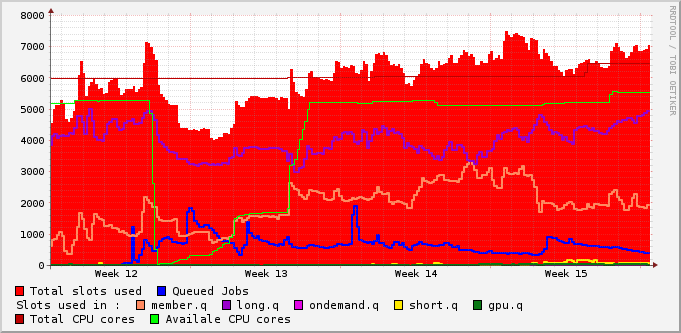 8000
7000
6000
5000
4000
3000
2000
1000
0
Week 12 Week 13 Week 14 Week 15
RRDTOOL / TOBI OETIKER
Total slots used Queued Jobs
Slots used in : member.q long.q ondemand.q short.q gpu.q
Total CPU cores Availale CPU cores